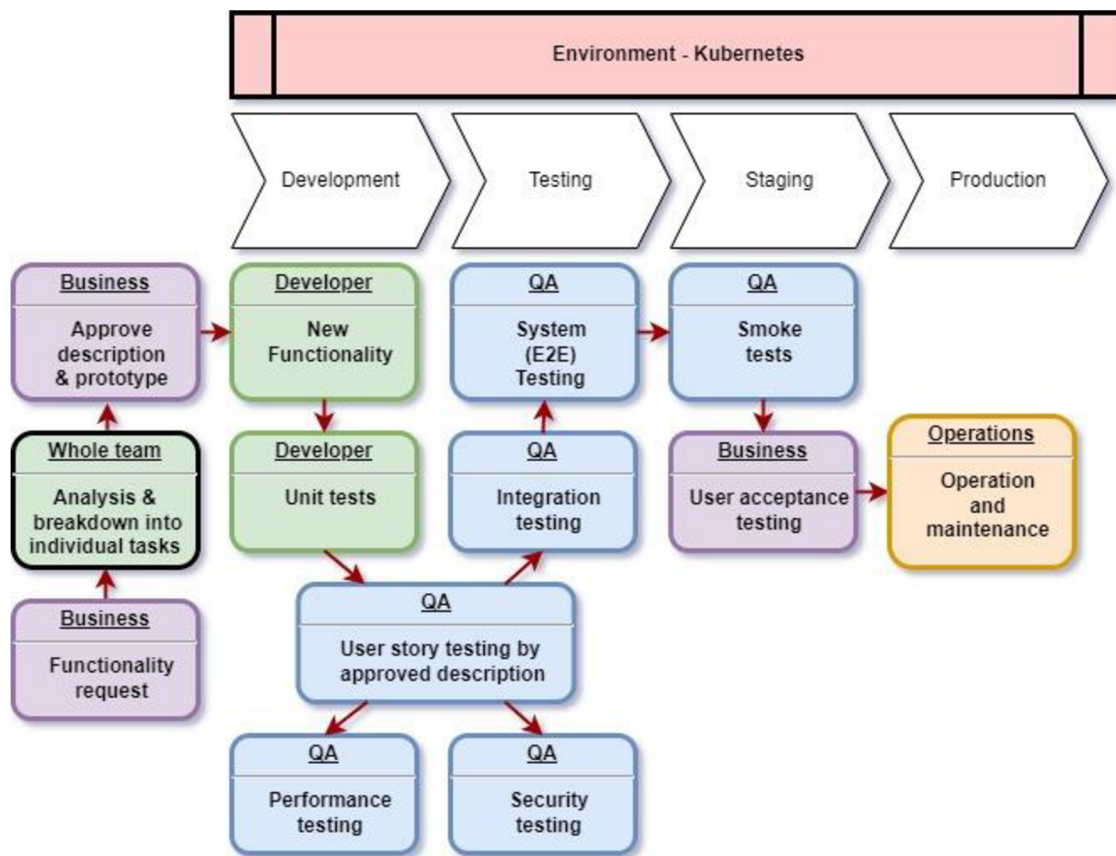 Environment - Kubernetes
Development
Testing
Staging
Production
Business
Approve
description
& prototype
Developer
New
Functionality
QA
System
(E2E)
Testing
QA
Smoke
tests
Whole team
Analysis &
breakdown into
individual tasks
Developer
Unit tests
QA
Integration
testing
Business
User acceptance
testing
Operations
Operation
and
maintenance
Business
Functionality
request
QA
User story testing by
approved description
QA
Performance
testing
QA
Security
testing